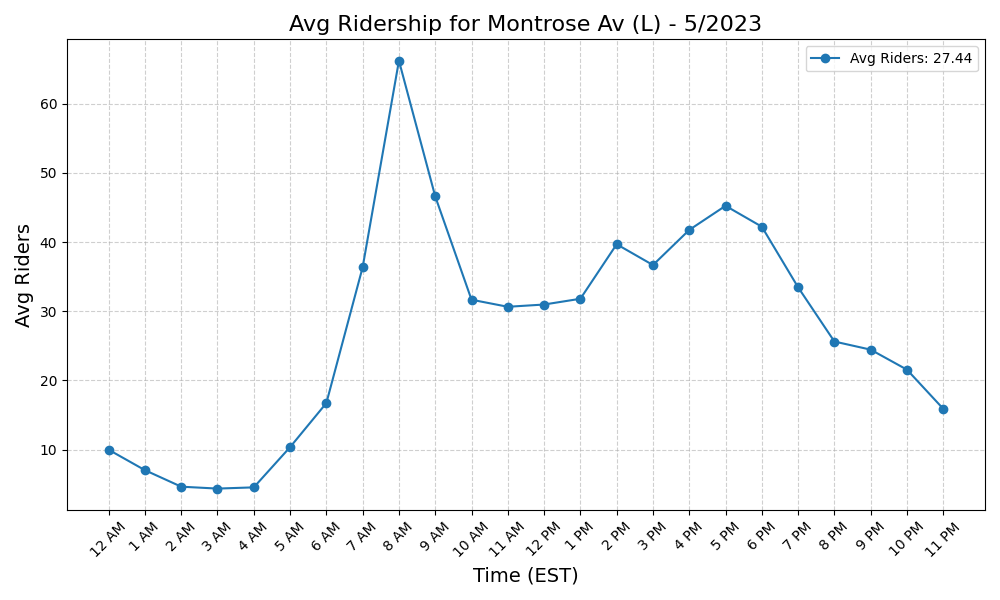 Avg Ridership for Montrose Av (L) - 5/2023
Avg Riders: 27.44
Avg Riders
60
50
40
30
20
10
12 AM
1 AM
2 AM
3 AM
4 AM
5 AM
6 AM
7 AM
8 AM
9 AM
10 AM
11 AM
12 PM
1 PM
2 PM
3 PM
4 PM
5 PM
6 PM
7 PM
8 PM
9 PM
10 PM
11 PM
Time (EST)